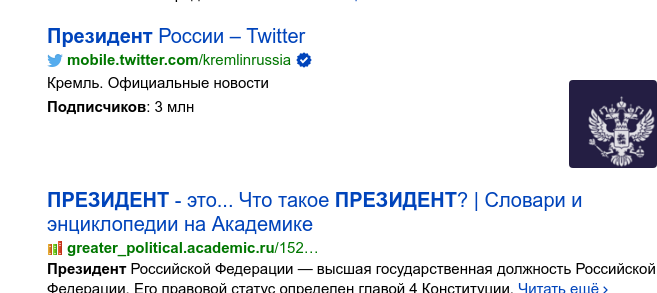 Президент России – Twitter
mobile.twitter.com/kremlinrussia
Кремль. Официальные новости
Подписчиков: 3 млн
ПРЕЗИДЕНТ - это... Что такое ПРЕЗИДЕНТ? | Словари и
энциклопедии на Академике
greater_political.academic.ru/152…
Президент Российской Федерации — высшая государственная должность Российской
Федерации. Его правовой статус определен главой 4 Конституции. Читать ещё ›